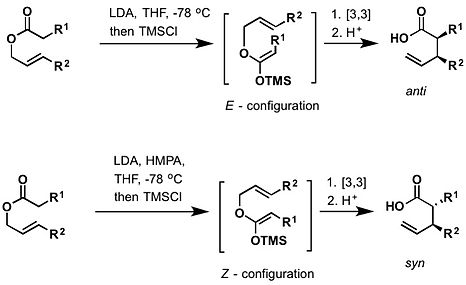 LDA, THF, -78 ºC
then TMSCl
O
O
R¹
R²
R²
R¹
O
OTMS
E - configuration
1. [3,3]
2. H⁺
O
HO
R¹
R²
anti
LDA, HMPA,
THF, -78 ºC
then TMSCl
O
O
R¹
R²
R²
O
R¹
OTMS
Z - configuration
1. [3,3]
2. H⁺
O
HO
R¹
R²
syn